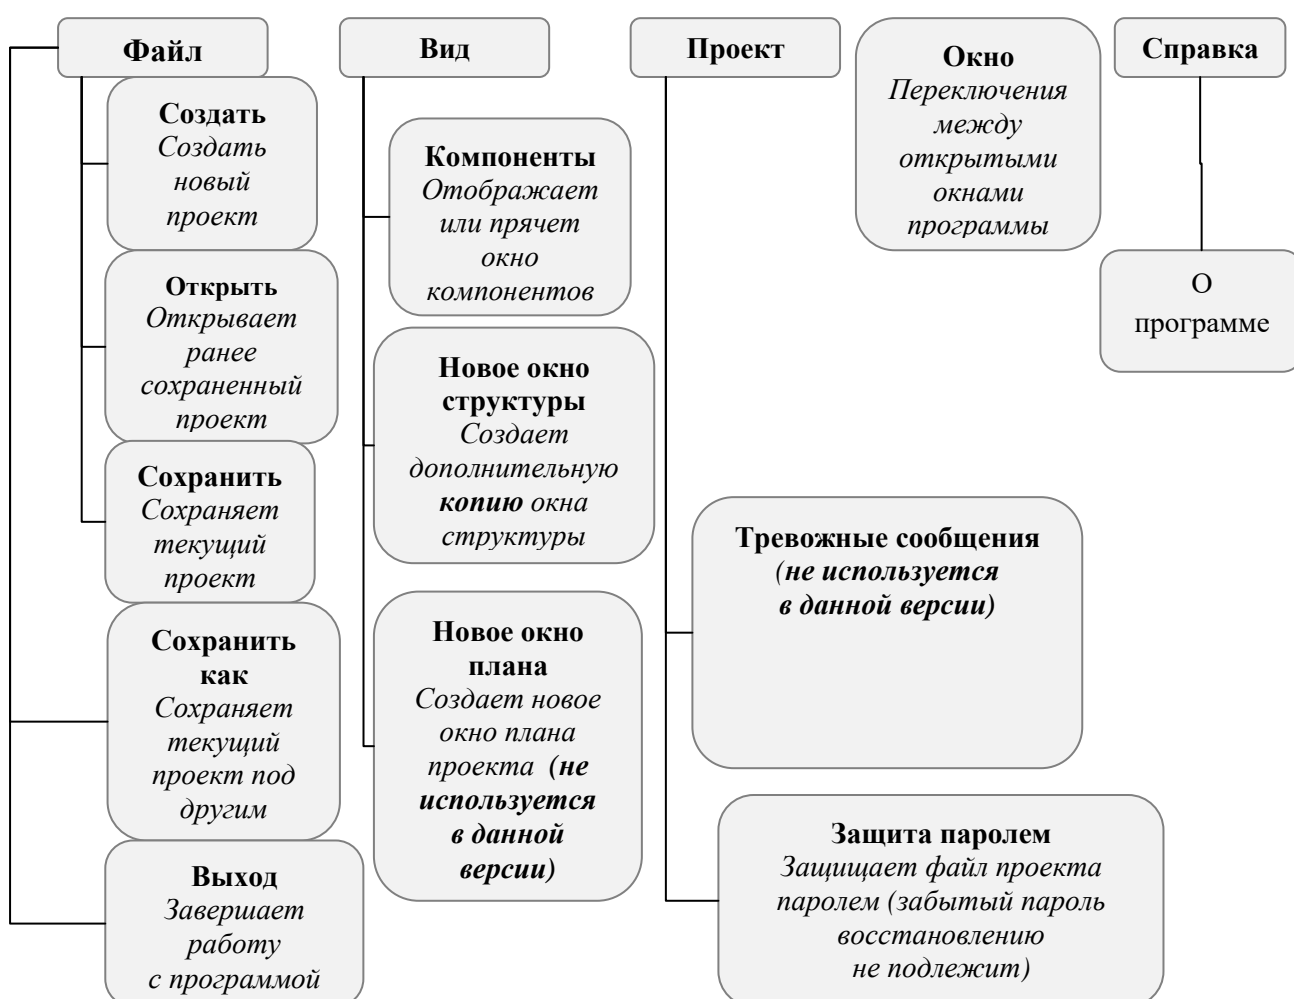 Файл
Создать
Создать
новый
проект
Открыть
Открывает
ранее
сохраненный
проект
Сохранить
Сохраняет
текущий
проект
Сохранить
как
Сохраняет
текущий
проект под
другим
Выход
Завершает
работу
с программой
Вид
Компоненты
Отображает
или прячет
окно
компонентов
Новое окно
структуры
Создает
дополнительную
копию окна
структуры
Новое окно
плана
Создает новое
окно плана
проекта (не
используется
в данной
версии)
Проект
Тревожные сообщения
(не используется
в данной версии)
Защита паролем
Защищает файл проекта
паролем (забытый пароль
восстановлению
не подлежит)
Окно
Переключения
между
открытыми
окнами
программы
Справка
О
программе